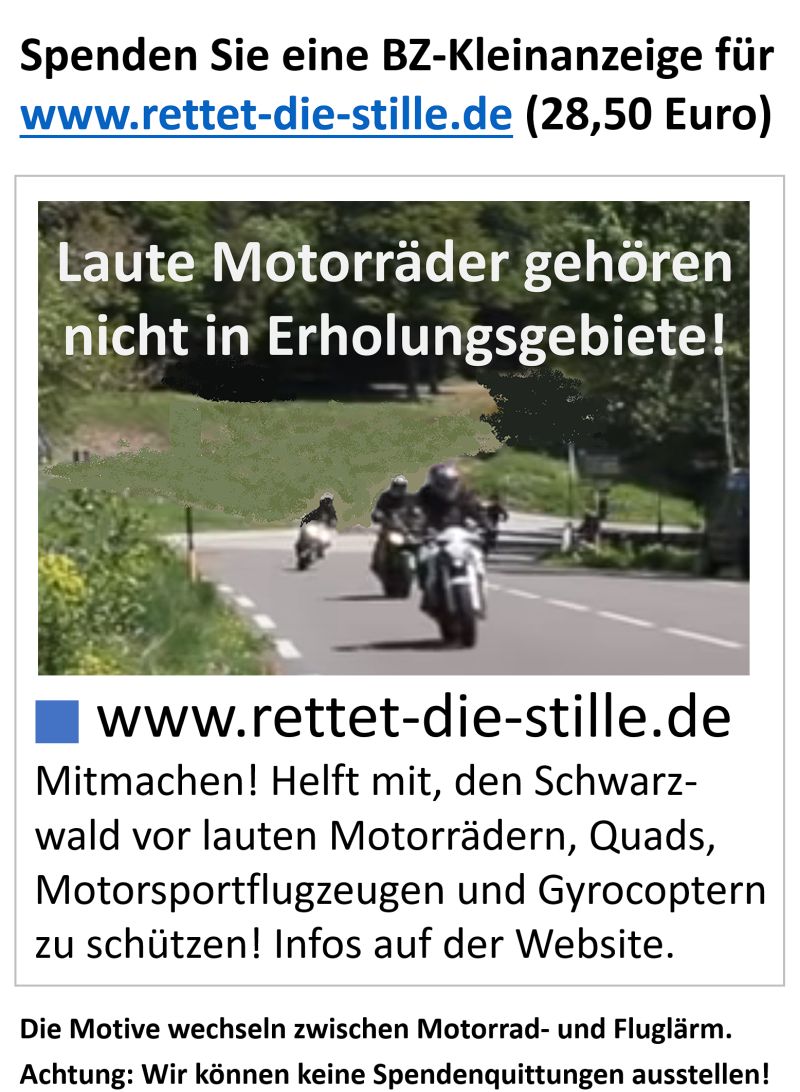 Spenden Sie eine BZ-Kleinanzeige für
www.rettet-die-stille.de (28,50 Euro)
Laute Motorräder gehören
nicht in Erholungsgebiete!
www.rettet-die-stille.de
Mitmachen! Helft mit, den Schwarz-
wald vor lauten Motorrädern, Quads,
Motorsportflugzeugen und Gyrocoptern
zu schützen! Infos auf der Website.
Die Motive wechseln zwischen Motorrad- und Fluglärm.
Achtung: Wir können keine Spendenquittungen ausstellen!